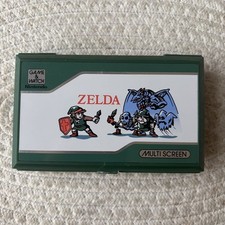 GAME & WATCH
Nintendo
ZELDA
MULTI SCREEN